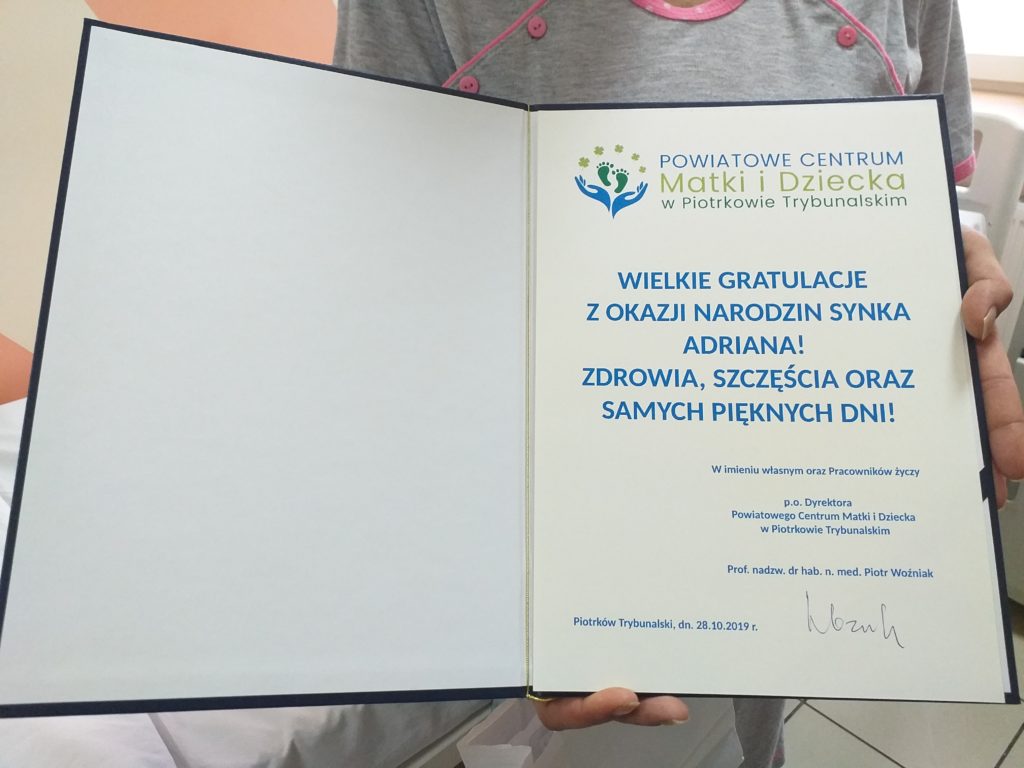 POWIATOWE CENTRUM
Matki i Dziecka
w Piotrkowie Trybunalskim
WIELKIE GRATULACJE
Z OKAZJI NARODZIN SYNKA
ADRIANA!
ZDROWIA, SZCZĘŚCIA ORAZ
SAMYCH PIĘKNYCH DNI!
W imieniu własnym oraz Pracowników życzy
p.o. Dyrektora
Powiatowego Centrum Matki i Dziecka
w Piotrkowie Trybunalskim
Prof. nadzw. dr hab. n. med. Piotr Woźniak
Piotrków Trybunalski, dn. 28.10.2019 r.